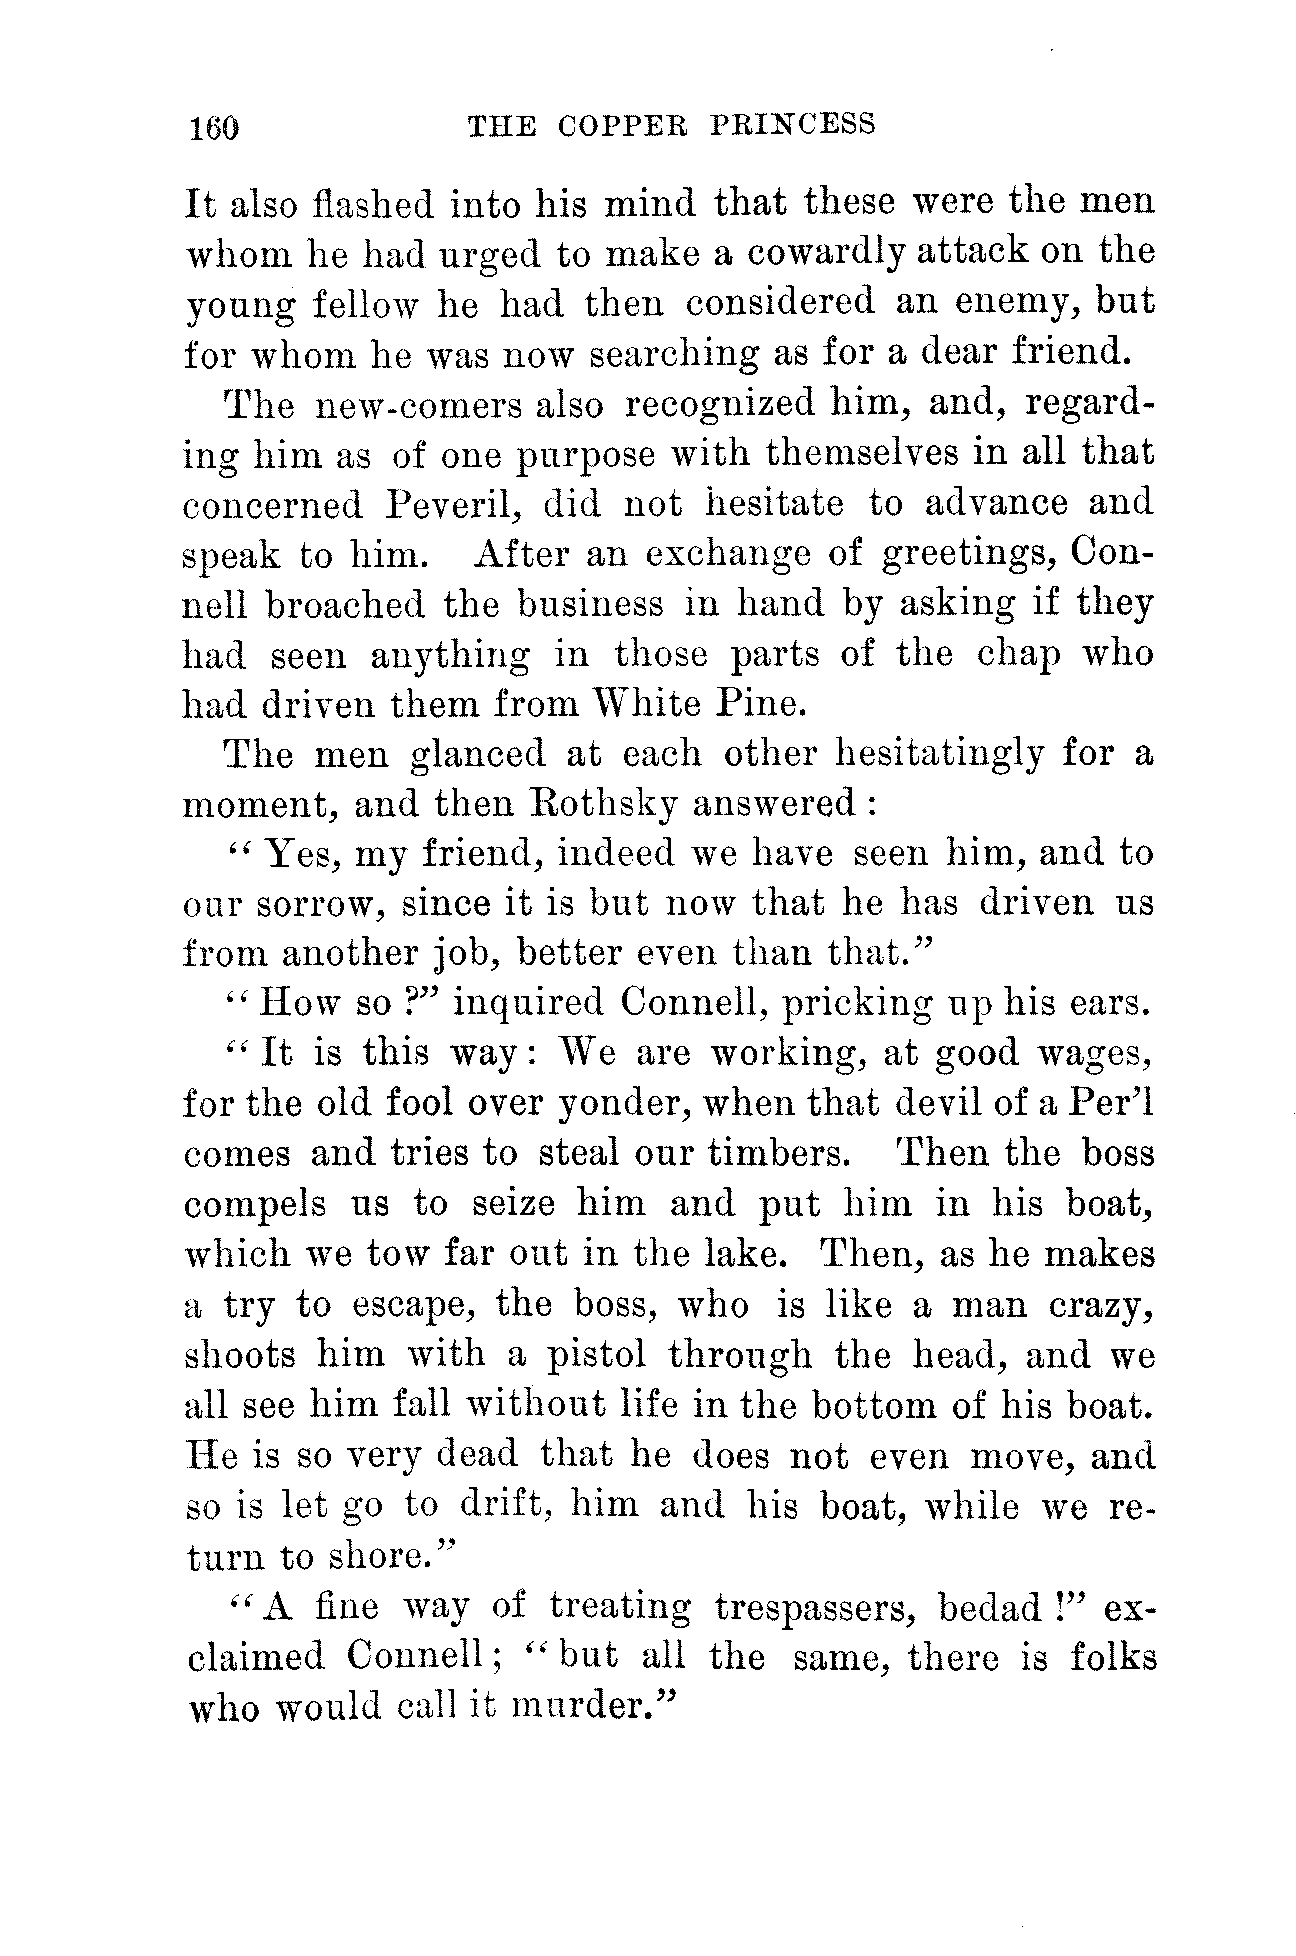 160 THE COPPER PRINCESS
It also flashed into his mind that these were the men
whom he had urged to make a cowardly attack on the
young fellow he had then considered an enemy, but
for whom he was now searching as for a dear friend.
The new-comers also recognized him, and, regard-
ing him as of one purpose with themselves in all that
concerned Peveril, did not hesitate to advance and
speak to him. After an exchange of greetings, Con-
nell broached the business in hand by asking if they
had seen anything in those parts of the chap who
had driven them from White Pine.
The men glanced at each other hesitatingly for a
moment, and then Rothsky answered :
“ Yes, my friend, indeed we have seen him, and to
our sorrow, since it is but now that he has driven us
from another job, better even than that.”
“ How so ?” inquired Connell, pricking up his ears.
“ It is this way : We are working, at good wages,
for the old fool over yonder, when that devil of a Per’l
comes and tries to steal our timbers. Then the boss
compels us to seize him and put him in his boat,
which we tow far out in the lake. Then, as he makes
a try to escape, the boss, who is like a man crazy,
shoots him with a pistol through the head, and we
all see him fall without life in the bottom of his boat.
He is so very dead that he does not even move, and
so is let go to drift, him and his boat, while we re-
turn to shore.”
“ A fine way of treating trespassers, bedad !” ex-
claimed Connell ; “ but all the same, there is folks
who would call it murder.”